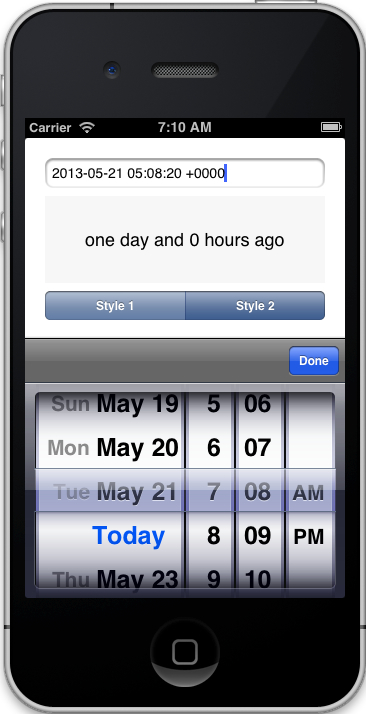 Carrier 7:10 AM
2013-05-21 05:08:20 +0000
one day and 0 hours ago
Style 1 Style 2
Done
Sun May 19 5 06
Mon May 20 6 07
Tue May 21 7 08 AM
Today 8 09 PM
Thu May 23 9 10